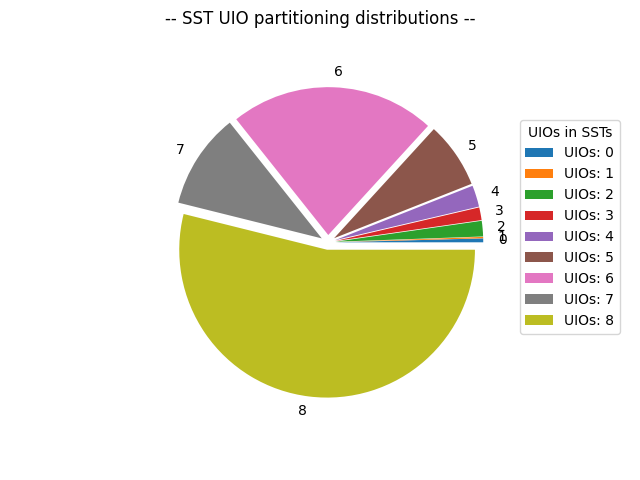 -- SST UIO partitioning distributions --
6
7
5
4
3
2
1
0
8
UIOs in SSTs
UIOs: 0
UIOs: 1
UIOs: 2
UIOs: 3
UIOs: 4
UIOs: 5
UIOs: 6
UIOs: 7
UIOs: 8